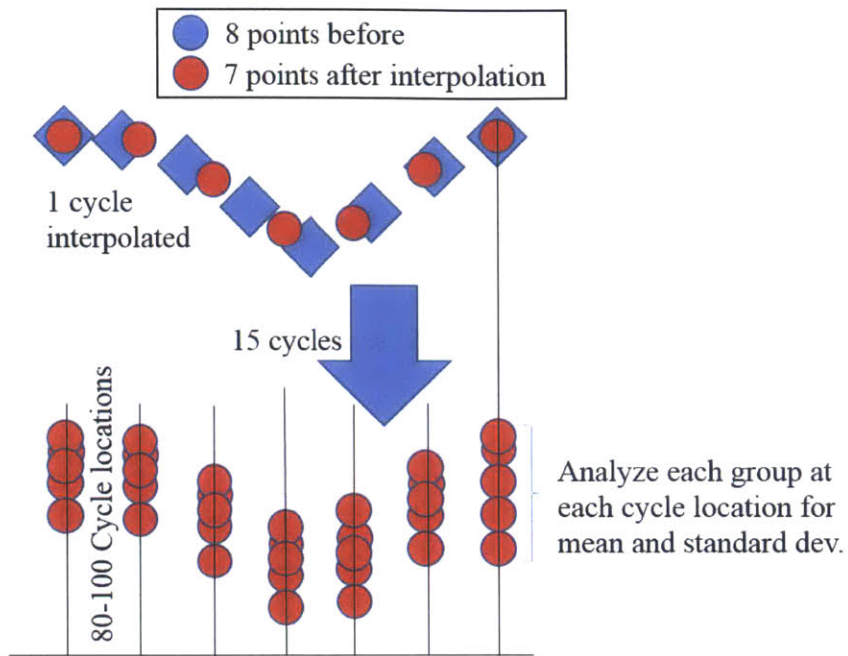 8 points before
7 points after interpolation
1 cycle
interpolated
15 cycles
80-100 Cycle locations
Analyze each group at
each cycle location for
mean and standard dev.